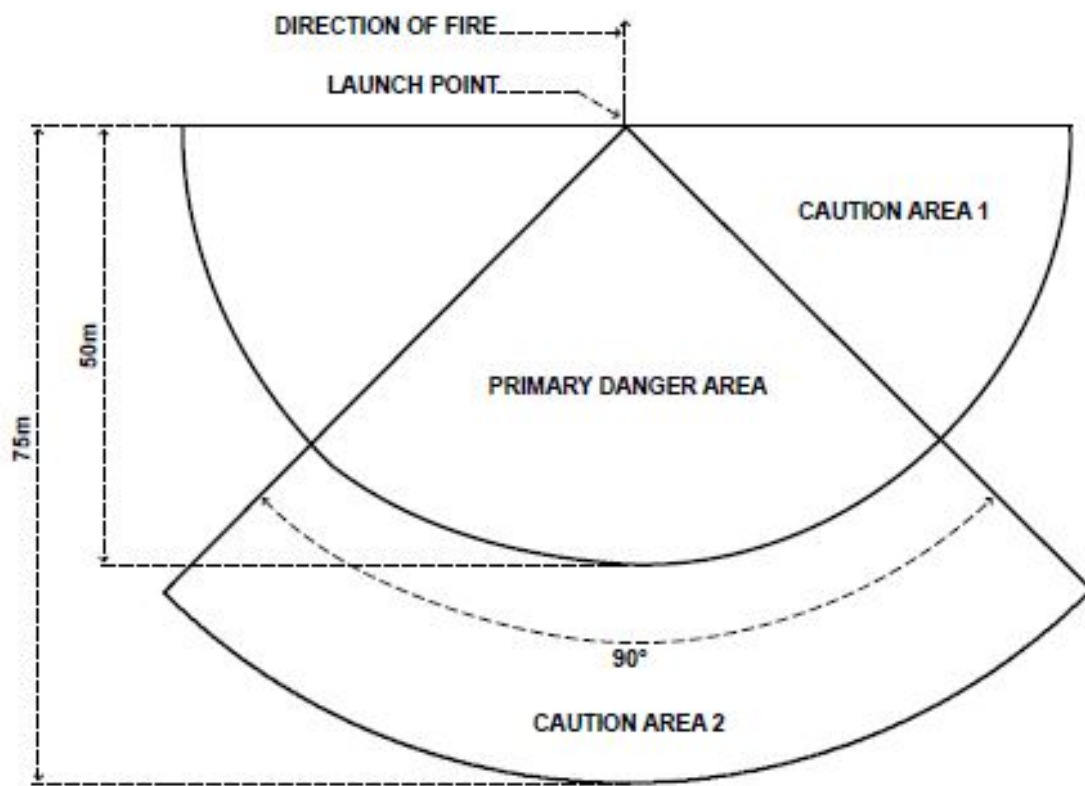 DIRECTION OF FIRE
LAUNCH POINT
CAUTION AREA 1
50m
PRIMARY DANGER AREA
75m
90°
CAUTION AREA 2